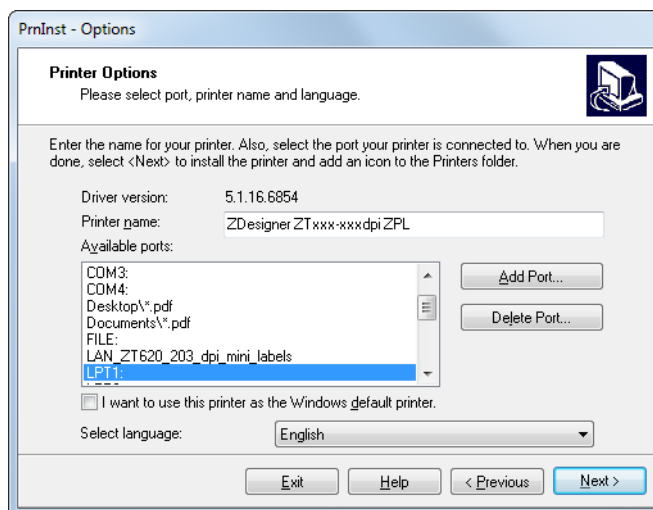 PrnInst - Options
Printer Options
Please select port, printer name and language.
Enter the name for your printer. Also, select the port your printer is connected to. When you are
done, select <Next> to install the printer and add an icon to the Printers folder.
Driver version: 5.1.16.6854
Printer name: ZDesigner ZTxxx-xxxdpi ZPL
Available ports:
COM3:
COM4:
Desktop\*.pdf
Documents\*.pdf
FILE:
LAN_ZT620_203_dpi_mini_labels
LPT1:
Add Port...
Delete Port...
I want to use this printer as the Windows default printer.
Select language: English
Exit Help < Previous Next >